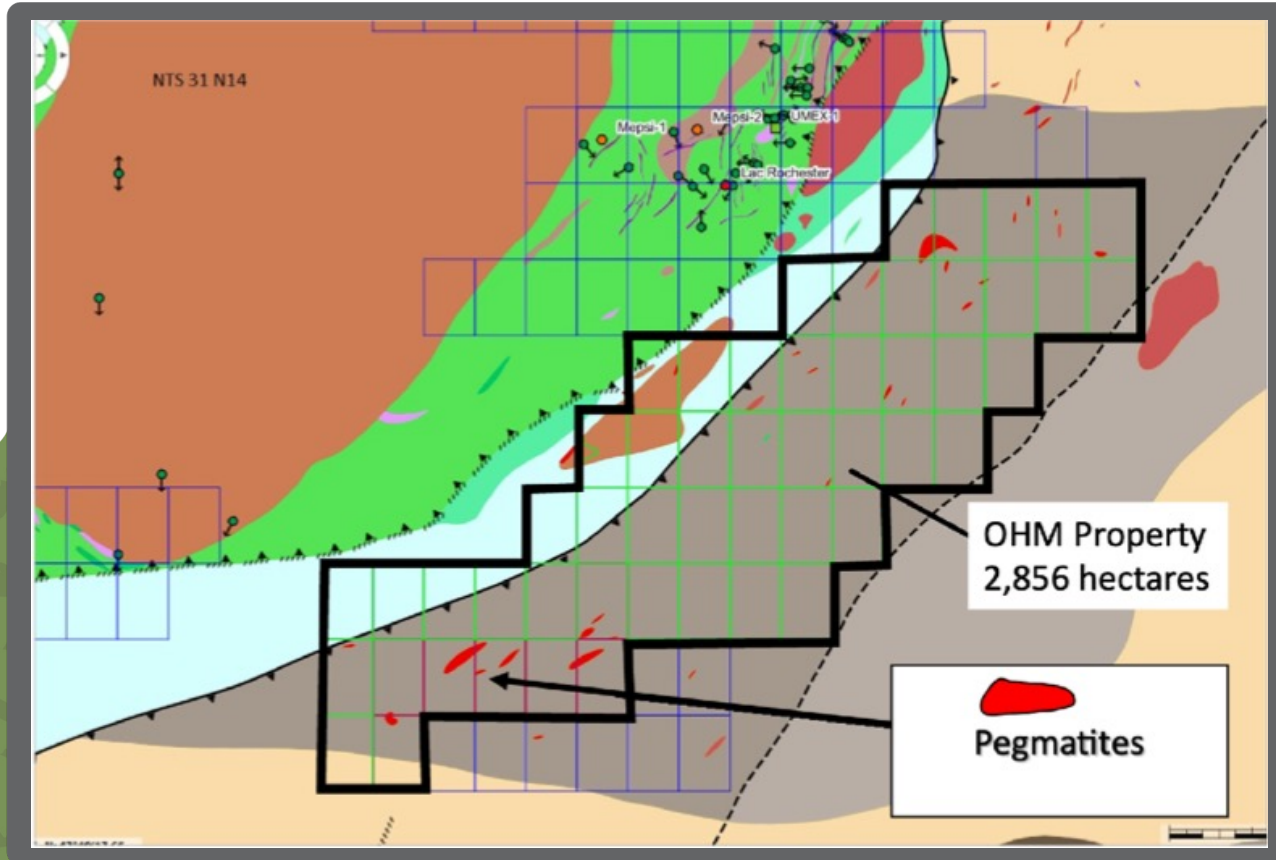 NTS 31 N14
Mepsi-1
Mepsi-2
UMEX-1
Lac Rochester
OHM Property
2,856 hectares
Pegmatites